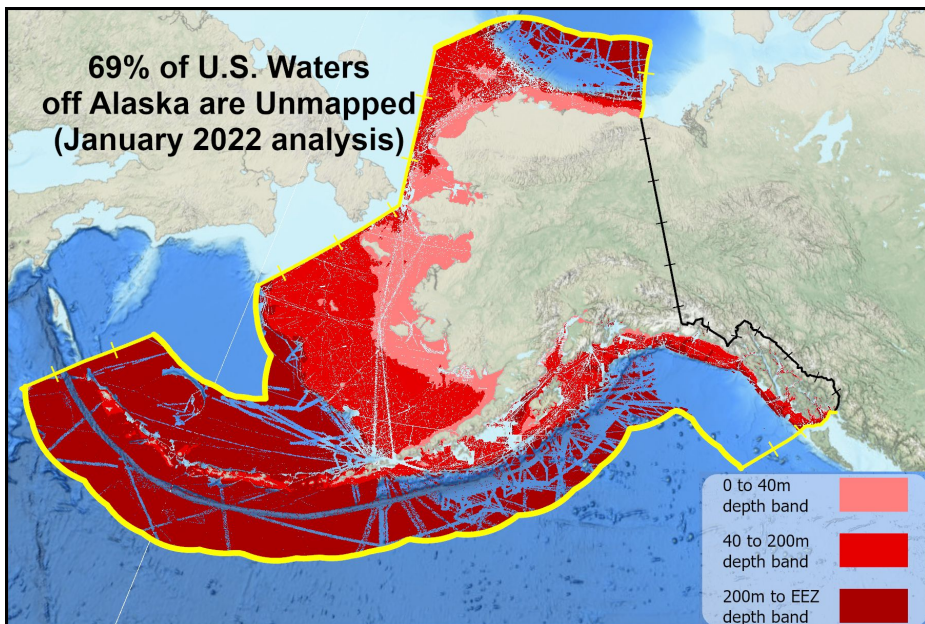 69% of U.S. Waters
off Alaska are Unmapped
(January 2022 analysis)
0 to 40m
depth band
40 to 200m
depth band
200m to EEZ
depth band